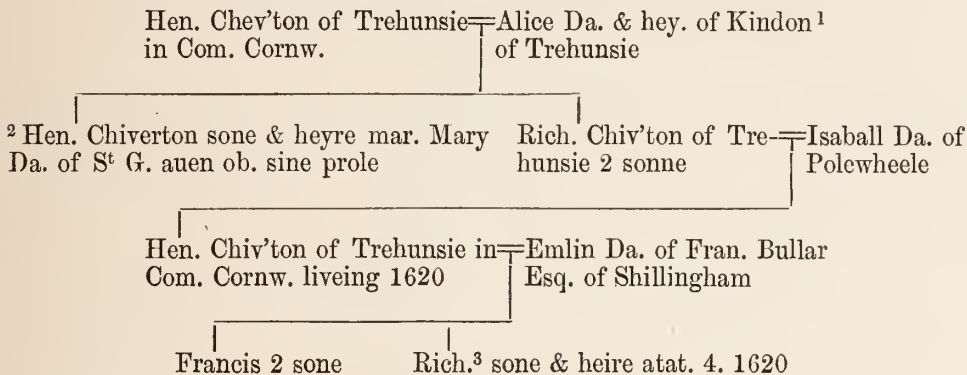 Hen. Chev'ton of Trehunsie=Alice Da. & hey. of Kindon ¹
in Com. Cornw. of Trehunsie
² Hen. Chiverton sone & heyre mar. Mary
Da. of Sᵗ G. auen ob. sine prole
Rich. Chiv'ton of Tre-=Isaball Da. of
hunsie 2 sonne Polewheele
Hen. Chiv'ton of Trehunsie in=Emlin Da. of Fran. Bullar
Com. Cornw. liveing 1620 Esq. of Shillingham
Francis 2 sone Rich.³ sone & heire atat. 4. 1620